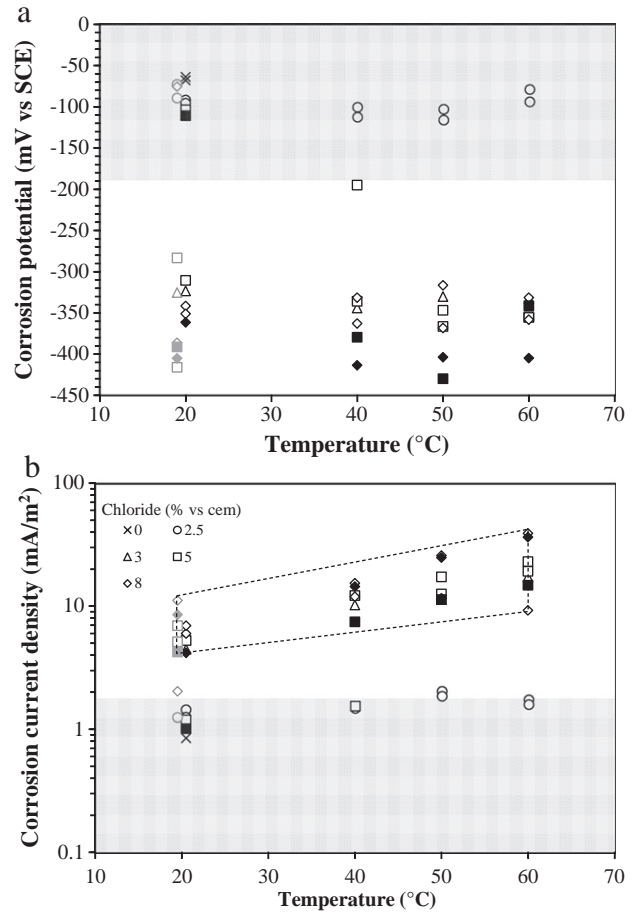 a
Corrosion potential (mV vs SCE)
0
-50
-100
-150
-200
-250
-300
-350
-400
-450
10 20 30 40 50 60 70
Temperature (°C)
b
Corrosion current density (mA/m²)
100
10
1
0.1
Chloride (% vs cem)
0 2.5
3 5
8
10 20 30 40 50 60 70
Temperature (°C)